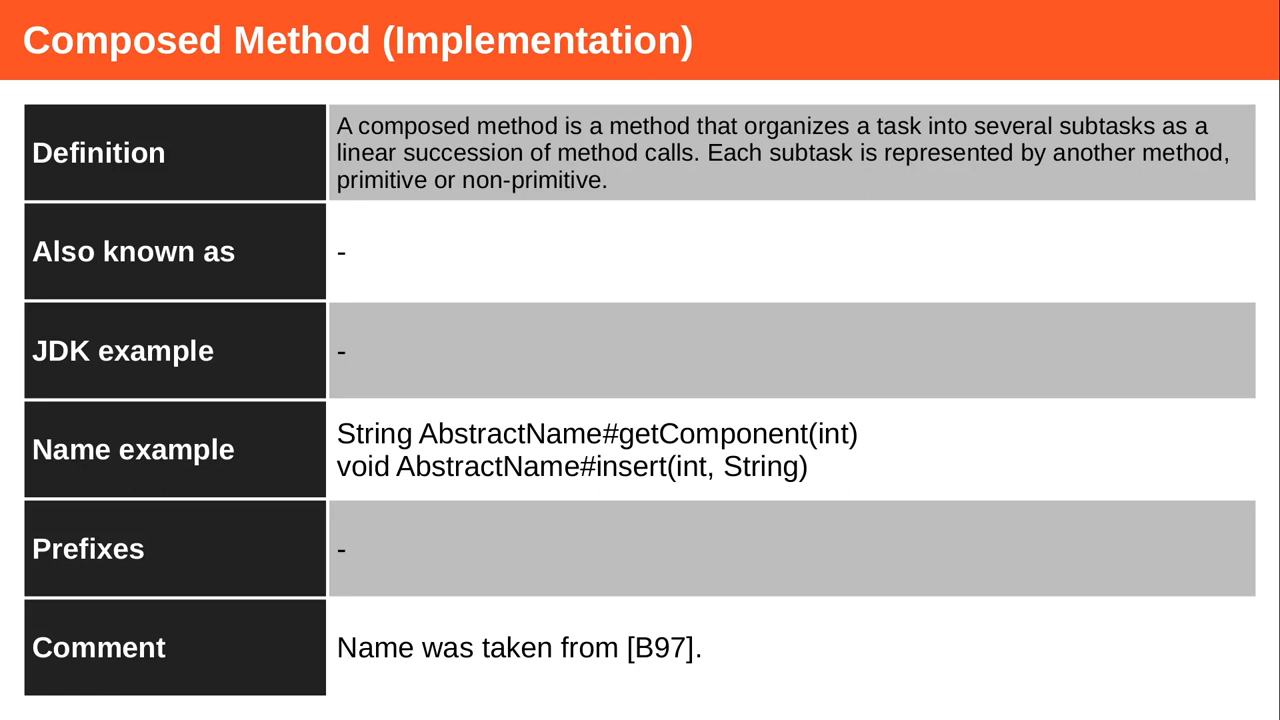 Composed Method (Implementation)
Definition
A composed method is a method that organizes a task into several subtasks as a
linear succession of method calls. Each subtask is represented by another method,
primitive or non-primitive.
Also known as
-
JDK example
-
Name example
String AbstractName#getComponent(int)
void AbstractName#insert(int, String)
Prefixes
-
Comment
Name was taken from [B97].